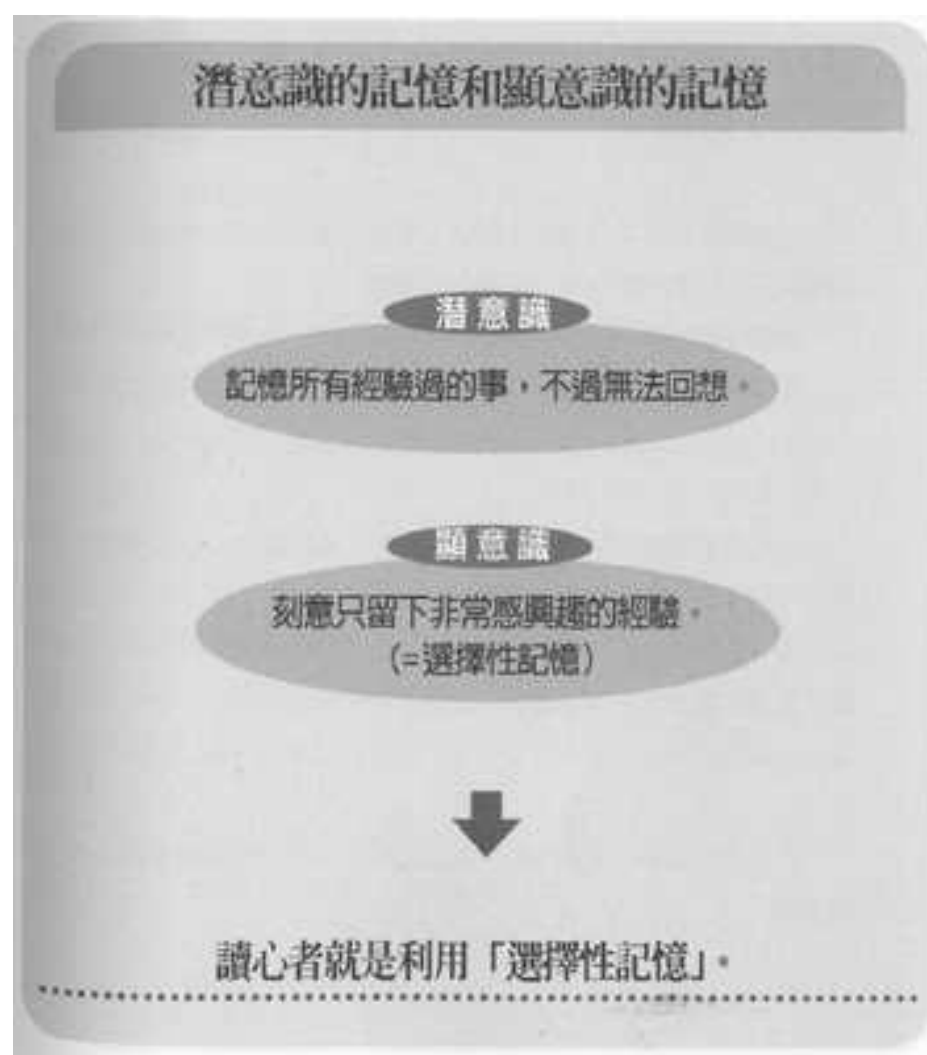 潛意識的記憶和顯意識的記憶
潛意識
記憶所有經驗過的事，不過無法回想。
顯意識
刻意只留下非常感興趣的經驗。
（=選擇性記憶）
讀心者就是利用「選擇性記憶」。